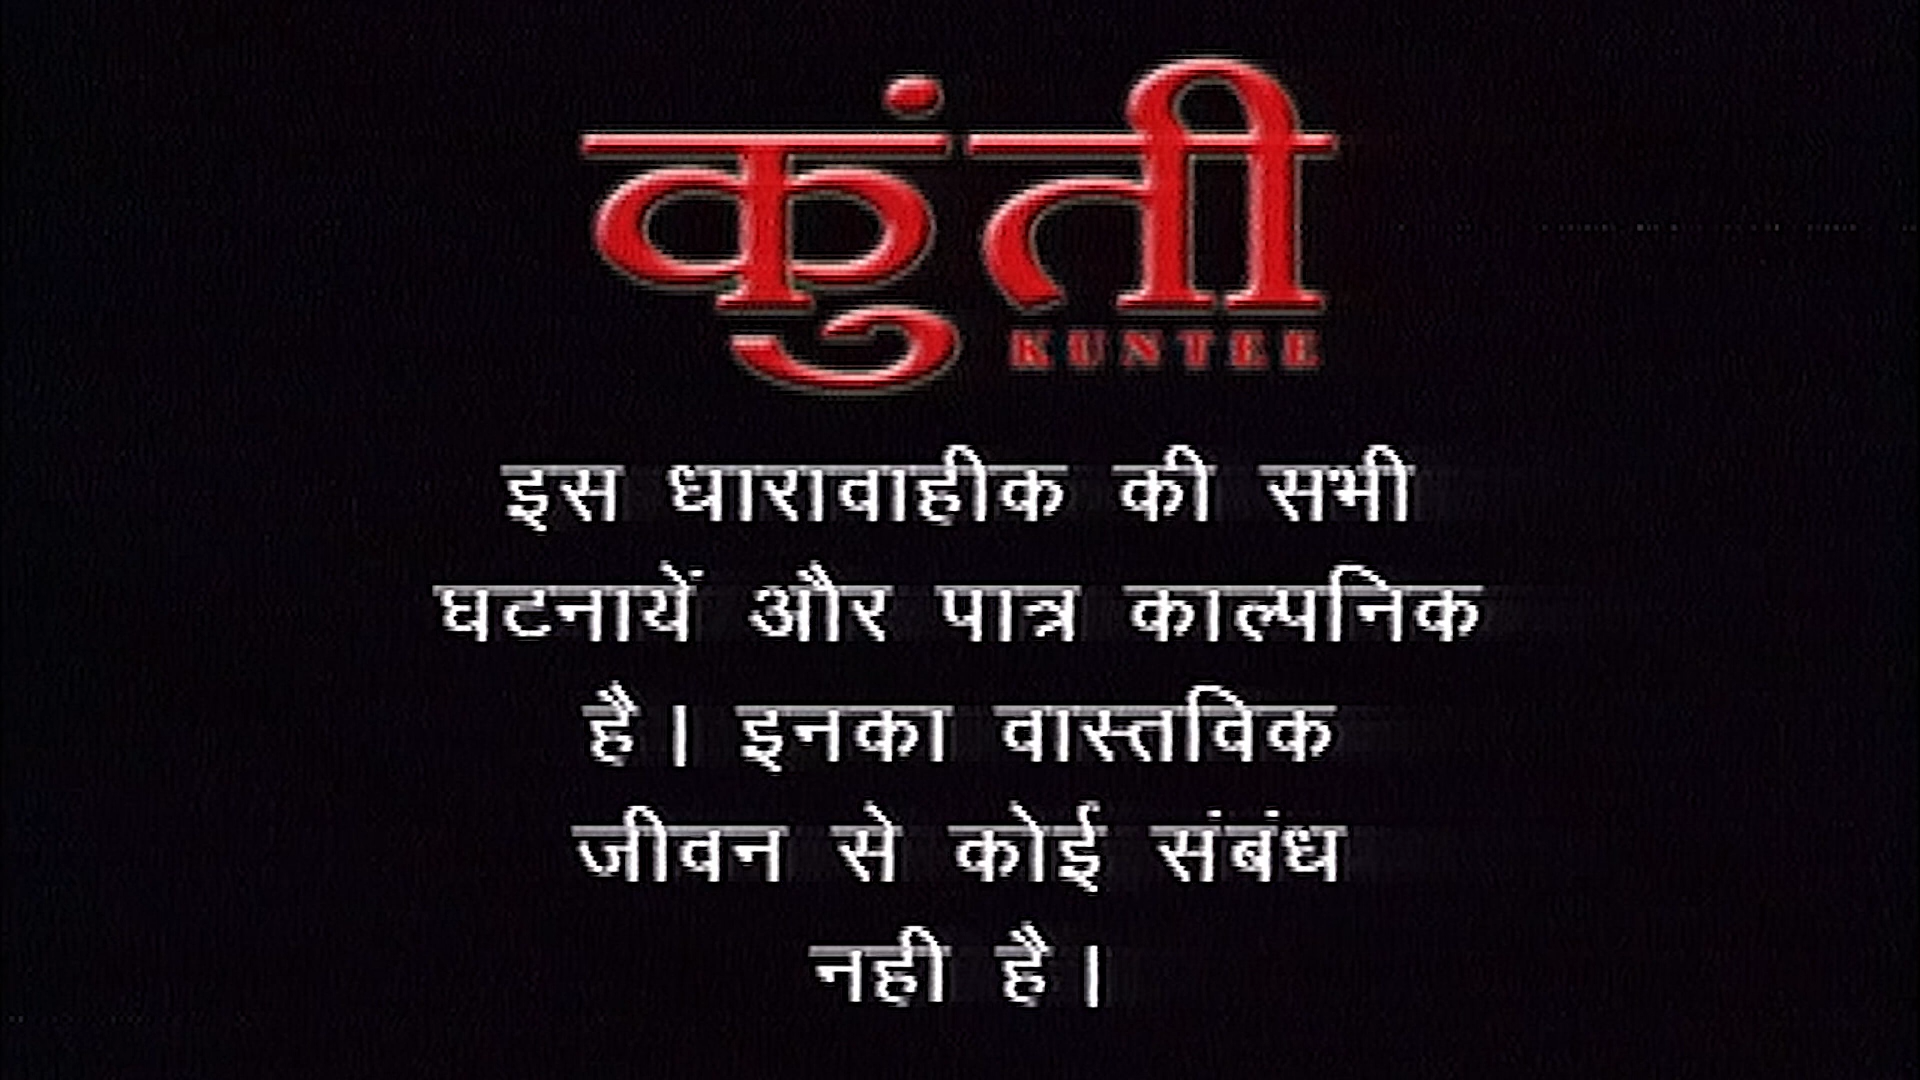 कुंती
KUNTEE
इस धारावाहीक की सभी
घटनायें और पात्र काल्पनिक
है। इनका वास्तविक
जीवन से कोई संबंध
नही है।